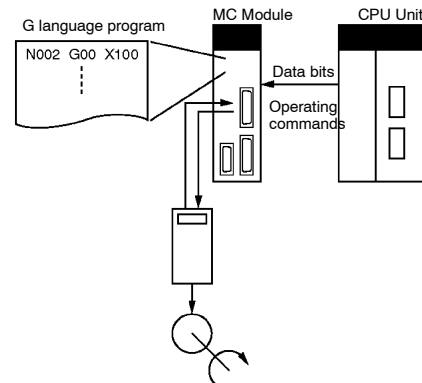 G language program
N002 G00 X100
MC Module
CPU Unit
Data bits
Operating
commands